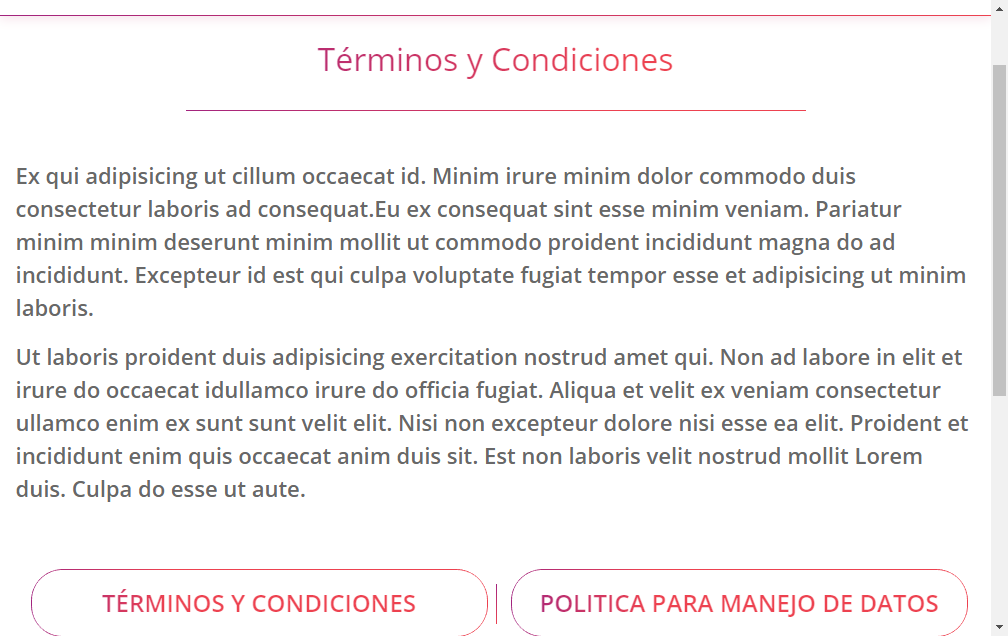 Términos y Condiciones
Ex qui adipisicing ut cillum occaecat id. Minim irure minim dolor commodo duis
consectetur laboris ad consequat.Eu ex consequat sint esse minim veniam. Pariatur
minim minim deserunt minim mollit ut commodo proident incididunt magna do ad
incididunt. Excepteur id est qui culpa voluptate fugiat tempor esse et adipisicing ut minim
laboris.
Ut laboris proident duis adipisicing exercitation nostrud amet qui. Non ad labore in elit et
irure do occaecat idullamco irure do officia fugiat. Aliqua et velit ex veniam consectetur
ullamco enim ex sunt sunt velit elit. Nisi non excepteur dolore nisi esse ea elit. Proident et
incididunt enim quis occaecat anim duis sit. Est non laboris velit nostrud mollit Lorem
duis. Culpa do esse ut aute.
TÉRMINOS Y CONDICIONES
POLITICA PARA MANEJO DE DATOS